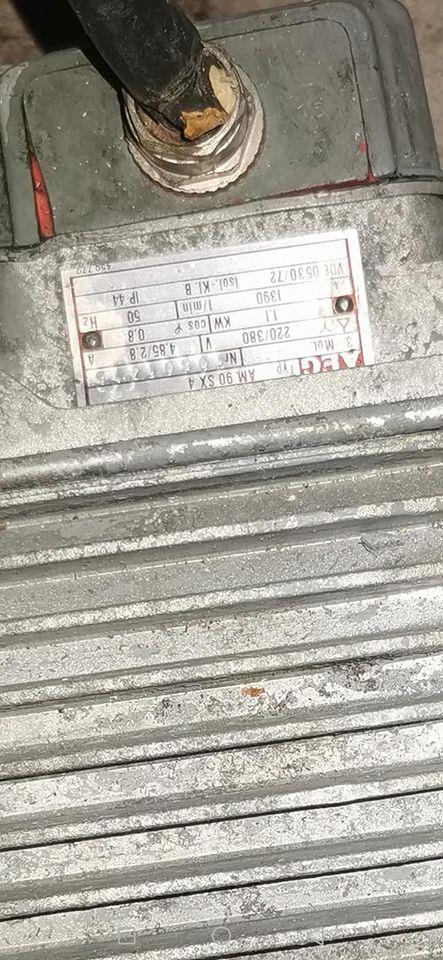 AEG Typ AM 90 SX 4
3 Mot. Nr
△/Y 220/380 V 4,85/2,8 A
1,1 KW cos φ 0,8
1390 1/min 50 Hz
VDE 0530/72 Isol.-Kl. B IP 44